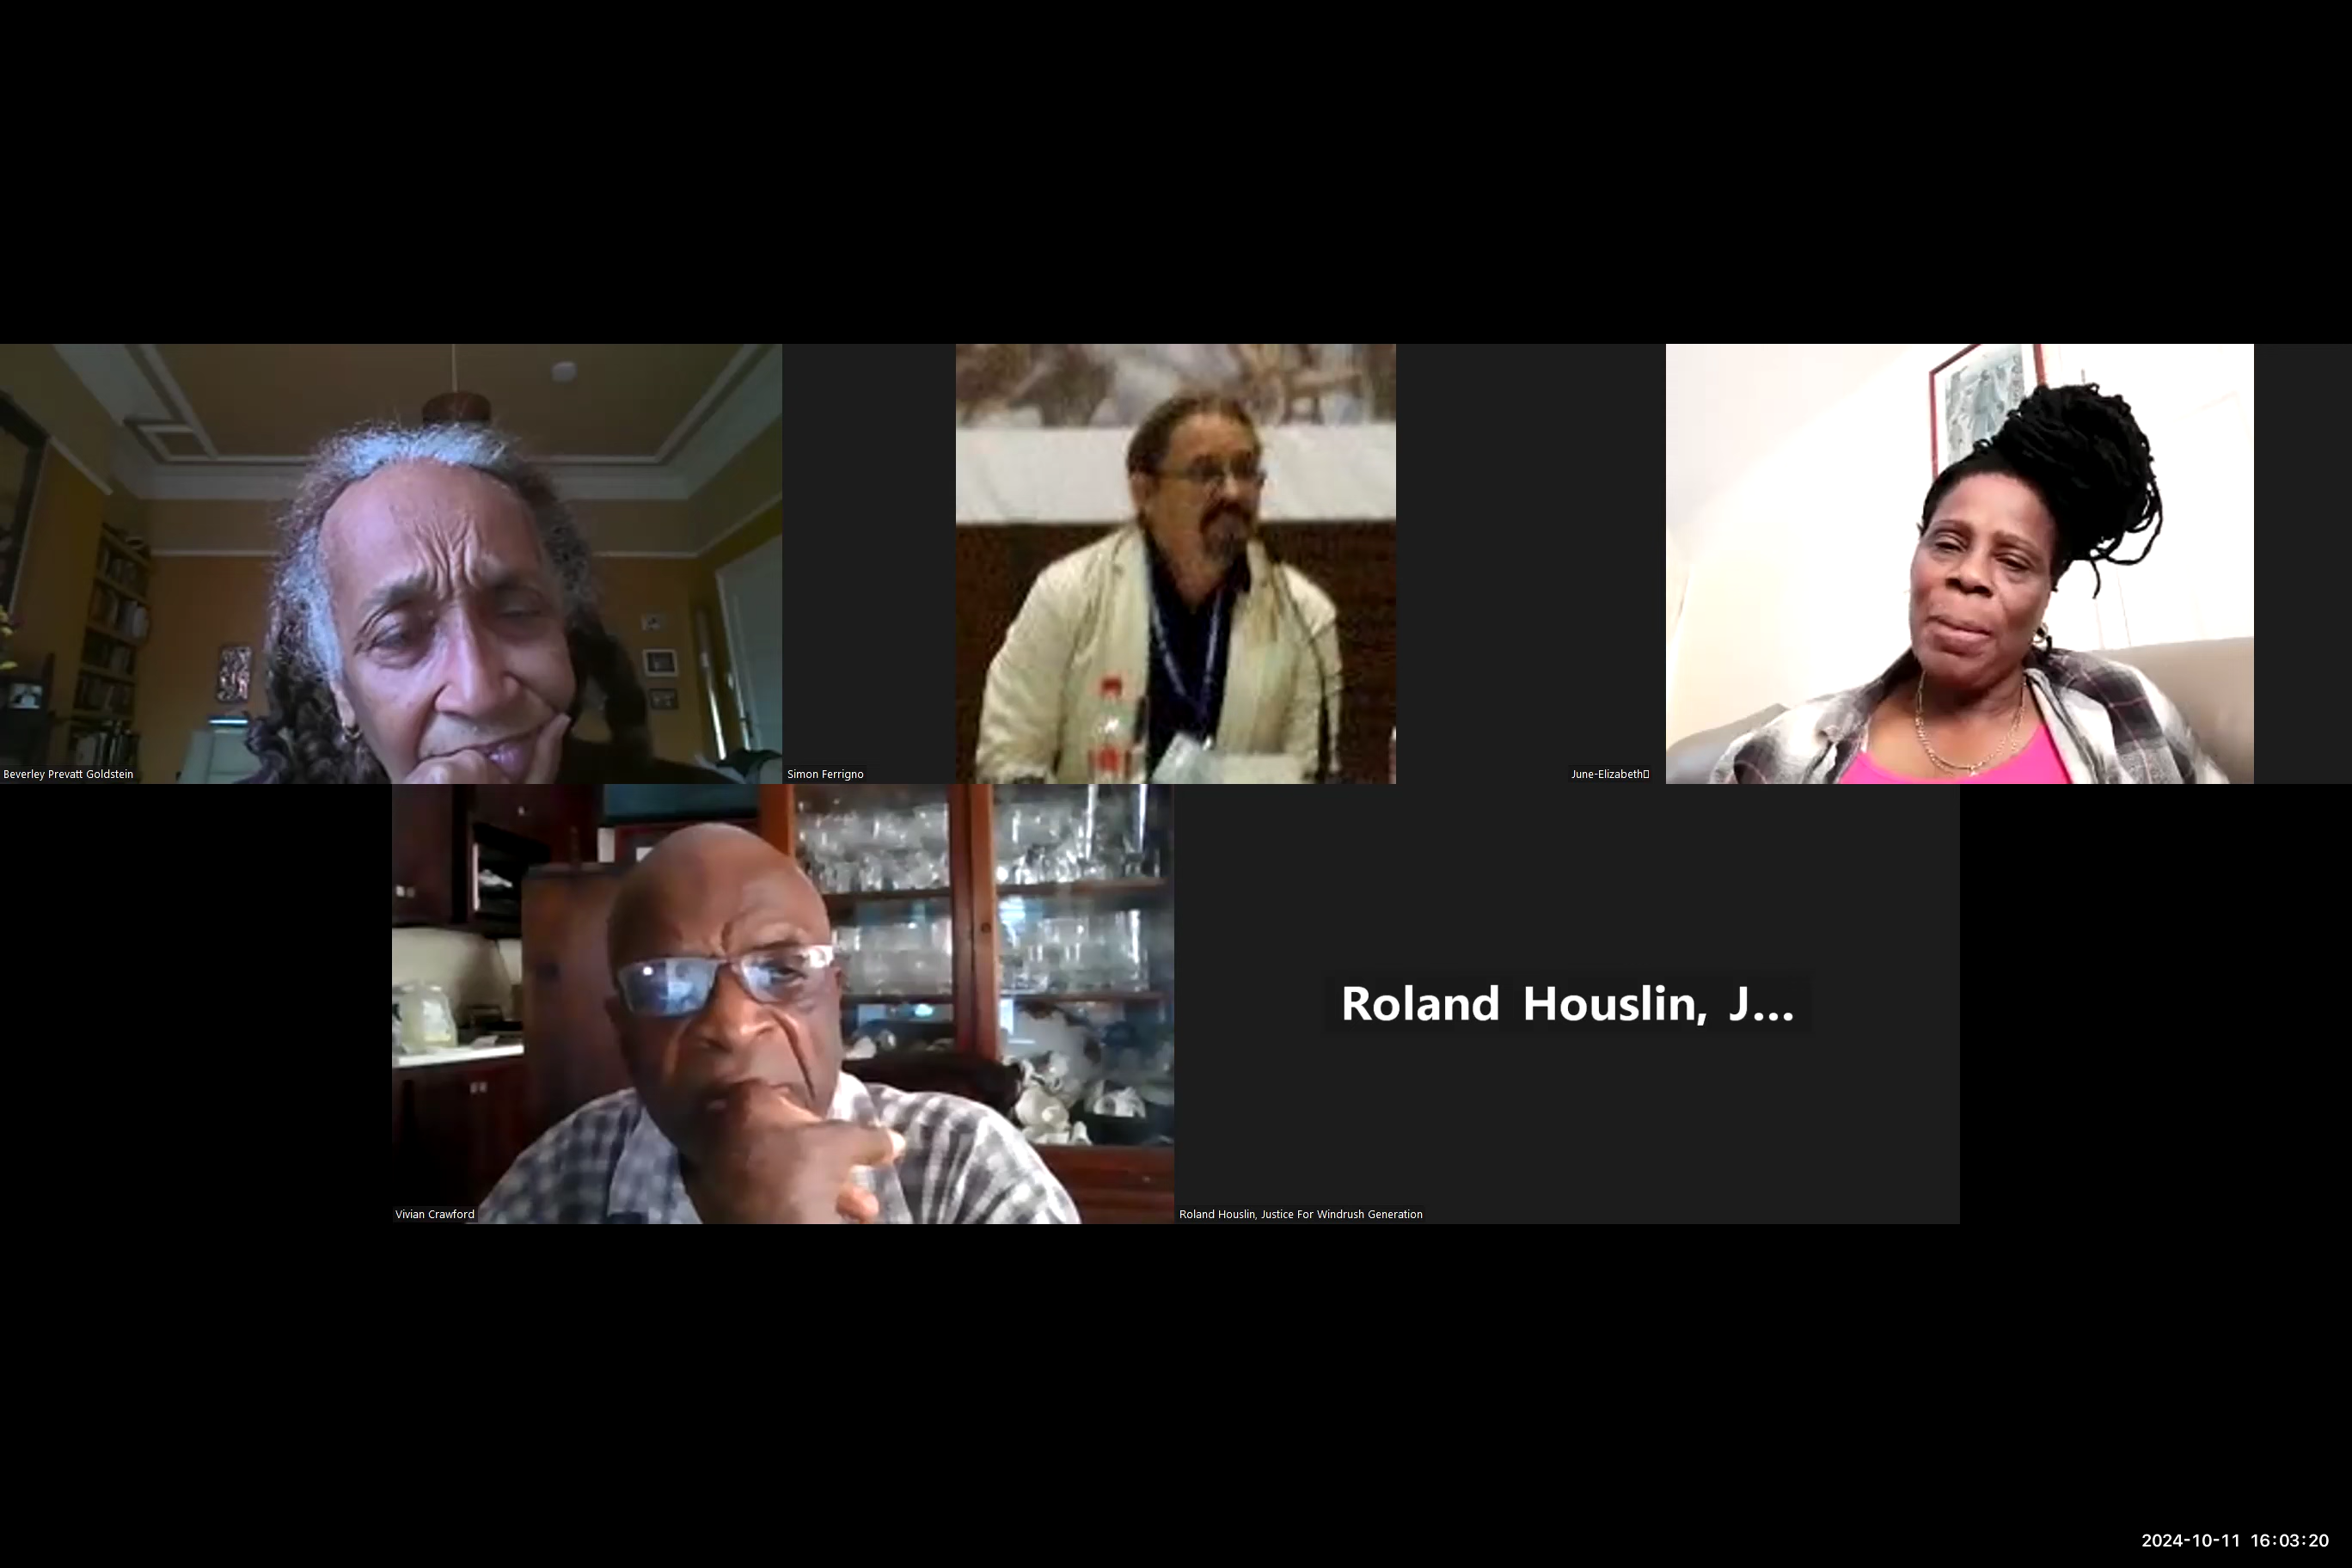 Beverley Prevatt Goldstein
Simon Ferrigno
June-Elizabeth
Vivian Crawford
Roland Houslin, J...
Roland Houslin, Justice For Windrush Generation
2024-10-11 16:03:20